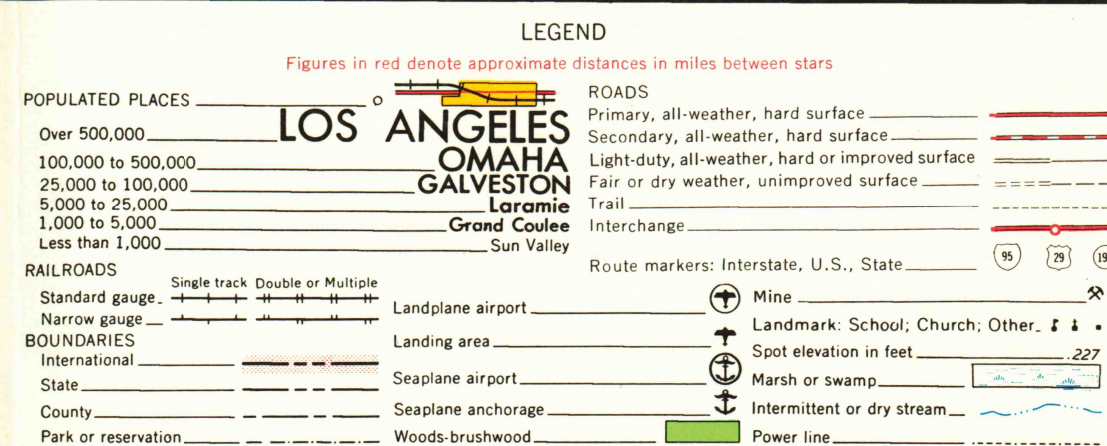 LEGEND
Figures in red denote approximate distances in miles between stars
POPULATED PLACES
Over 500,000 LOS ANGELES
100,000 to 500,000 OMAHA
25,000 to 100,000 GALVESTON
5,000 to 25,000 Laramie
1,000 to 5,000 Grand Coulee
Less than 1,000 Sun Valley
RAILROADS
Single track Double or Multiple
Standard gauge
Narrow gauge
BOUNDARIES
International
State
County
Park or reservation
Landplane airport
Landing area
Seaplane airport
Seaplane anchorage
Woods-brushwood
ROADS
Primary, all-weather, hard surface
Secondary, all-weather, hard surface
Light-duty, all-weather, hard or improved surface
Fair or dry weather, unimproved surface
Trail
Interchange
Route markers: Interstate, U.S., State 95 29
Mine
Landmark: School; Church; Other
Spot elevation in feet .227
Marsh or swamp
Intermittent or dry stream
Power line